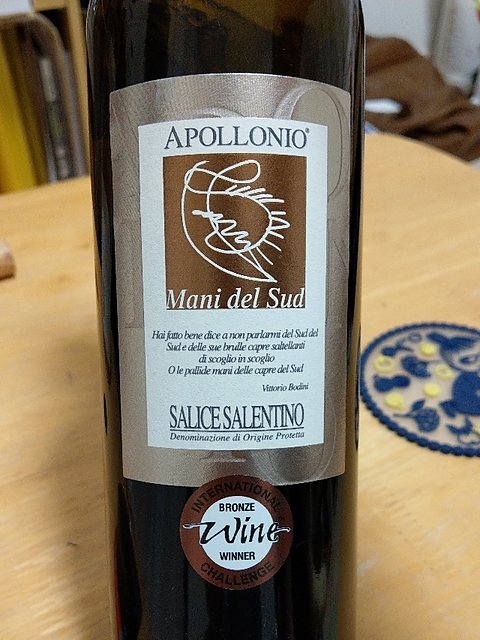 APOLLONIO®
Mani del Sud
Hai fatto bene dice a non parlarmi del Sud del
Sud e delle sue brulle capre saltellanti
di scoglio in scoglio
O le pallide mani delle capre del Sud
Vittorio Bodini
SALICE SALENTINO
Denominazione di Origine Protetta
INTERNATIONAL
BRONZE
Wine
WINNER
CHALLENGE